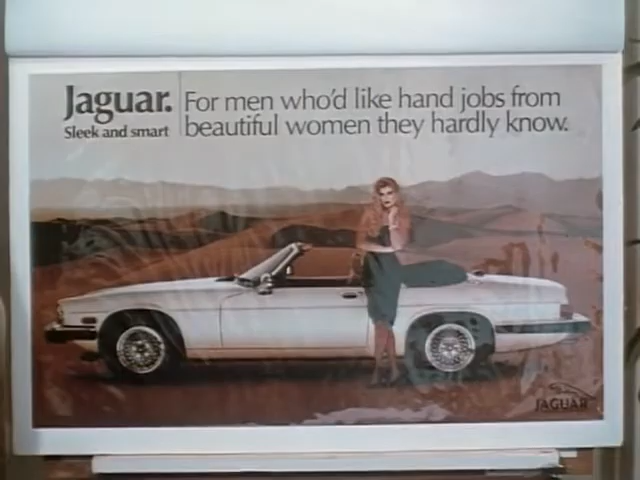 Jaguar.
Sleek and smart
For men who'd like hand jobs from
beautiful women they hardly know.
JAGUAR